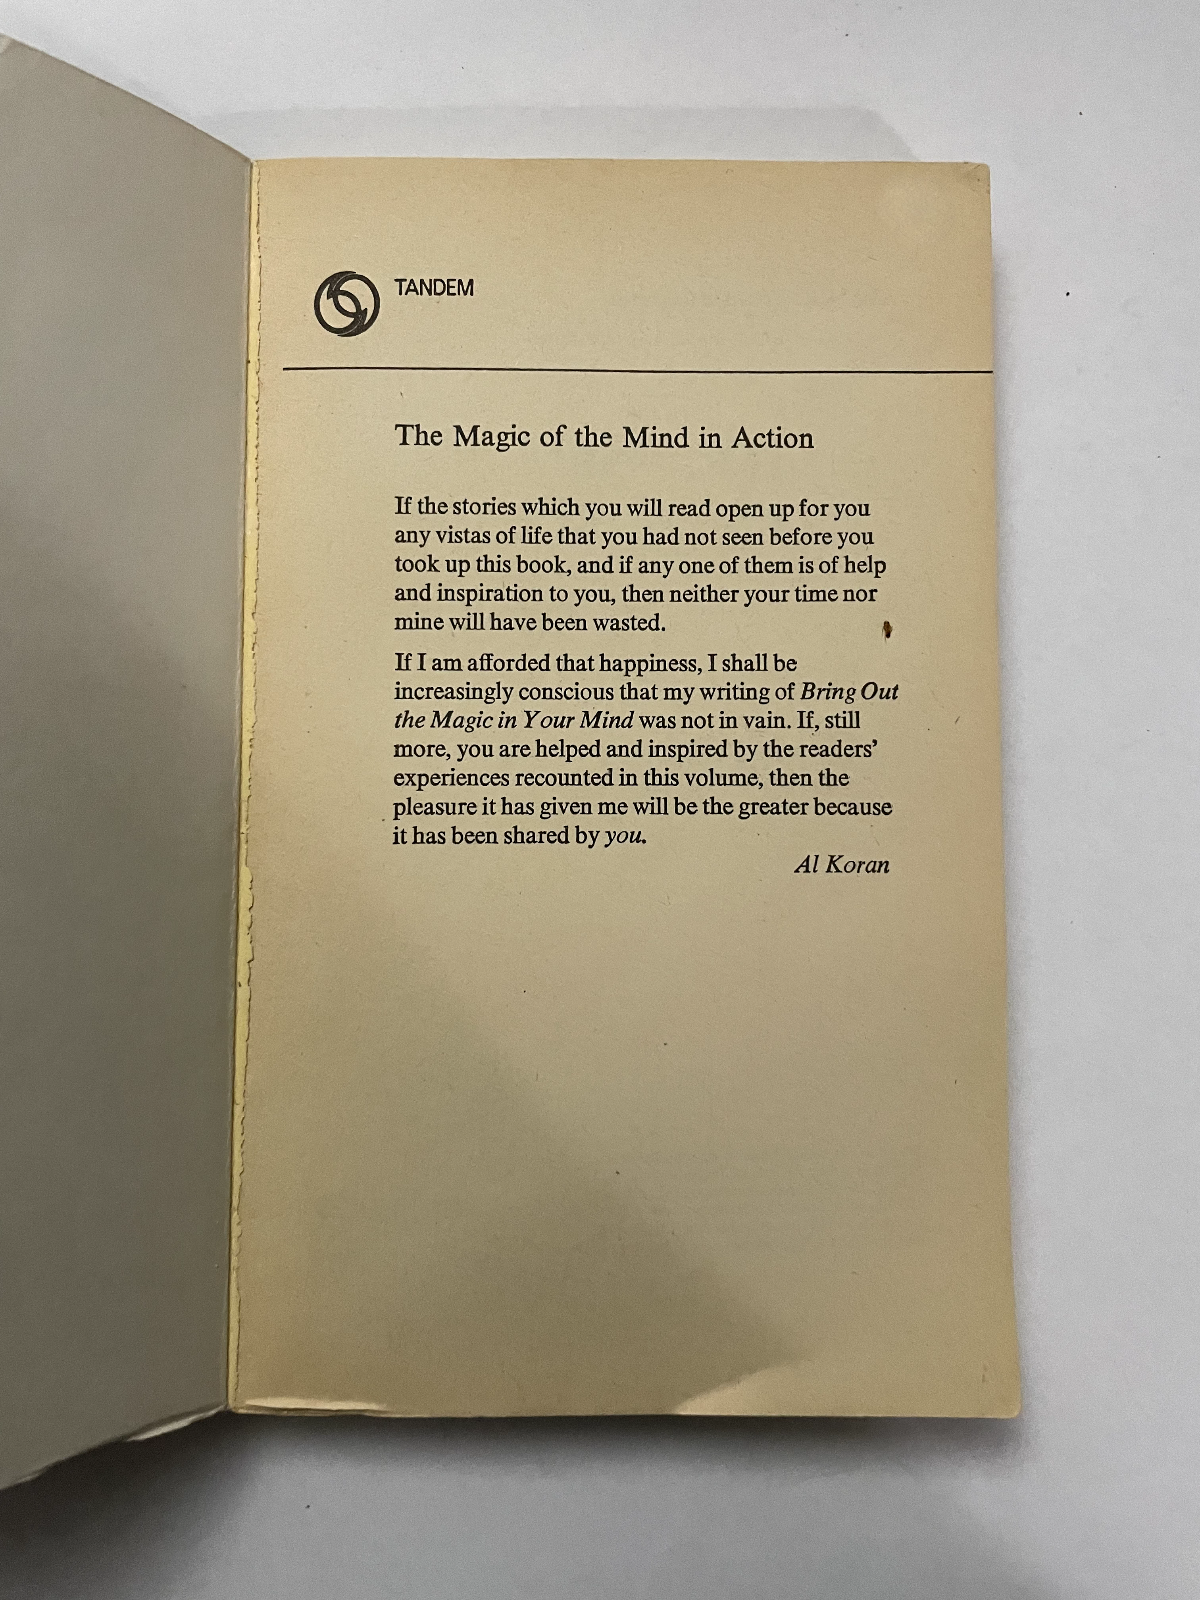 TANDEM
The Magic of the Mind in Action
If the stories which you will read open up for you
any vistas of life that you had not seen before you
took up this book, and if any one of them is of help
and inspiration to you, then neither your time nor
mine will have been wasted.
If I am afforded that happiness, I shall be
increasingly conscious that my writing of Bring Out
the Magic in Your Mind was not in vain. If, still
more, you are helped and inspired by the readers’
experiences recounted in this volume, then the
pleasure it has given me will be the greater because
it has been shared by you.
Al Koran